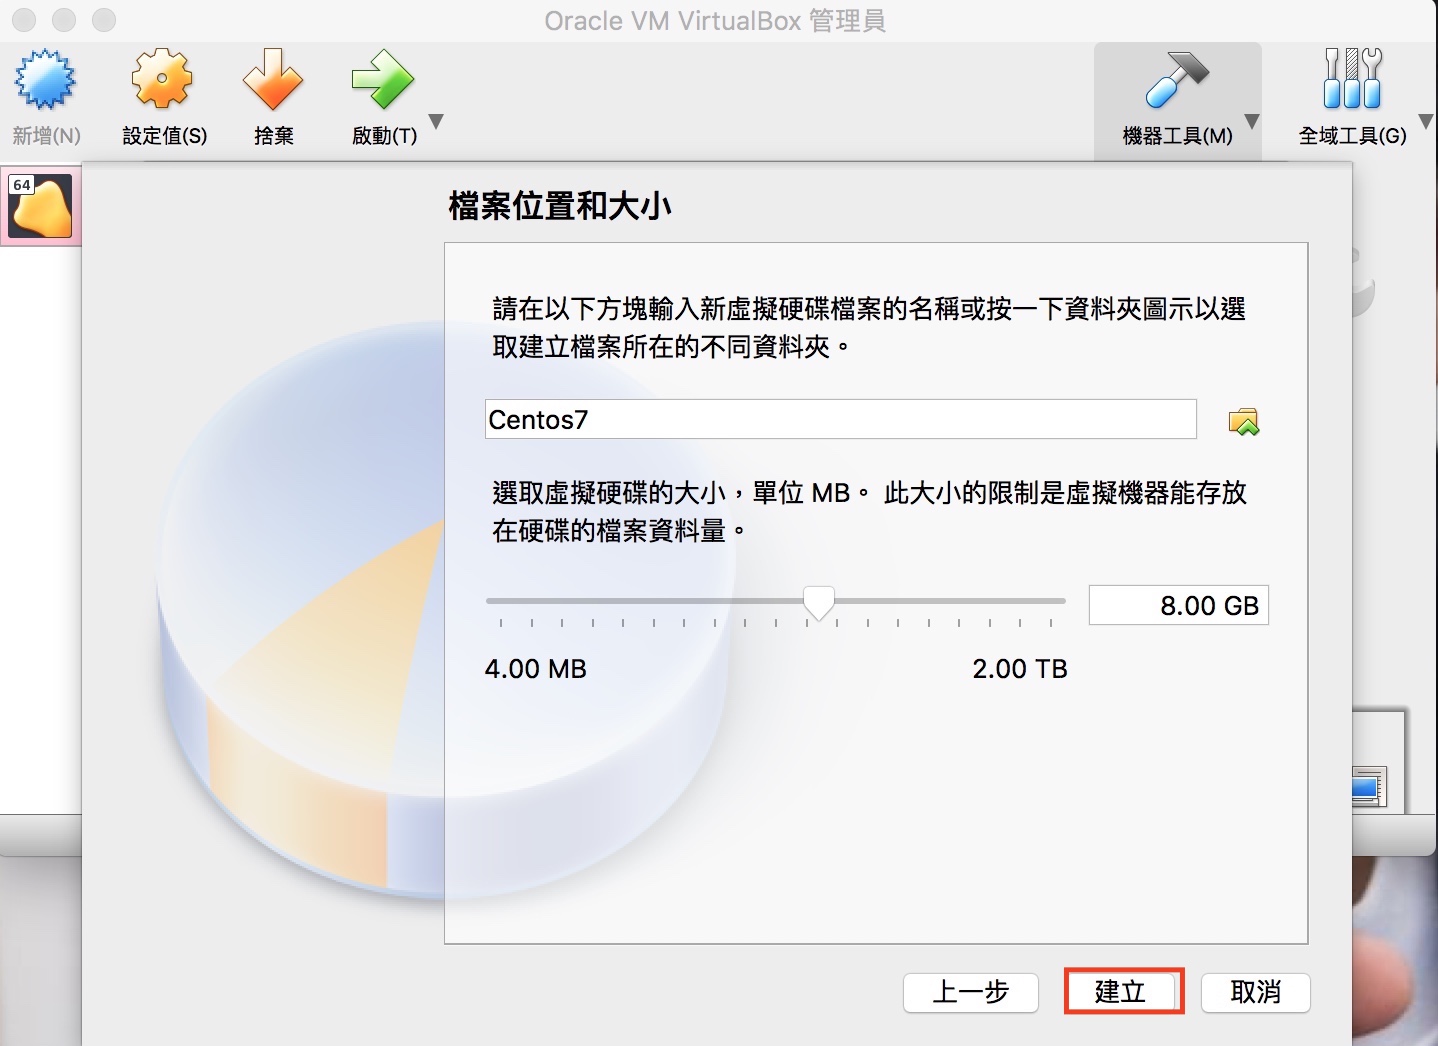 Oracle VM VirtualBox 管理員
新增(N)
設定值(S)
捨棄
啟動(T)
機器工具(M)
全域工具(G)
64
檔案位置和大小
請在以下方塊輸入新虛擬硬碟檔案的名稱或按一下資料夾圖示以選
取建立檔案所在的不同資料夾。
Centos7
選取虛擬硬碟的大小，單位 MB。 此大小的限制是虛擬機器能存放
在硬碟的檔案資料量。
8.00 GB
4.00 MB
2.00 TB
上一步
建立
取消